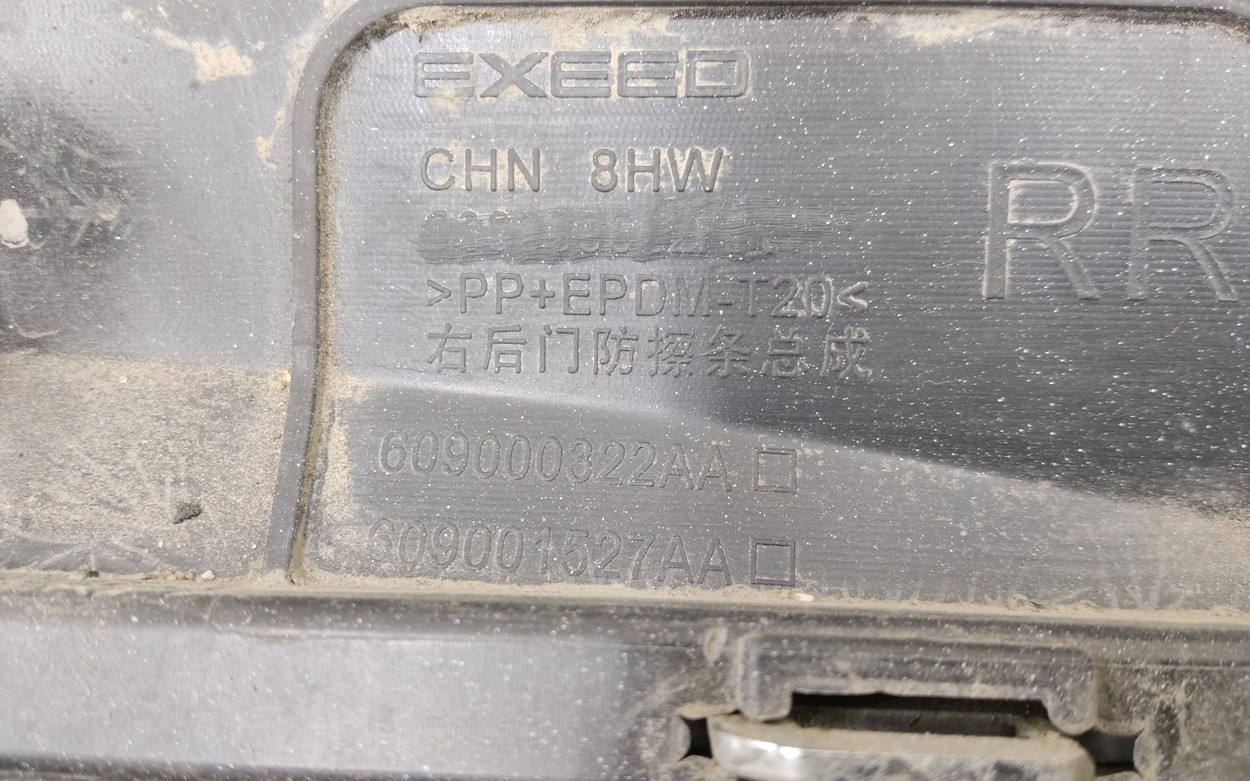 EXEED
CHN 8HW
RR
>PP+EPDM-T20<
右后门防擦条总成
609000322AA
609001527AA